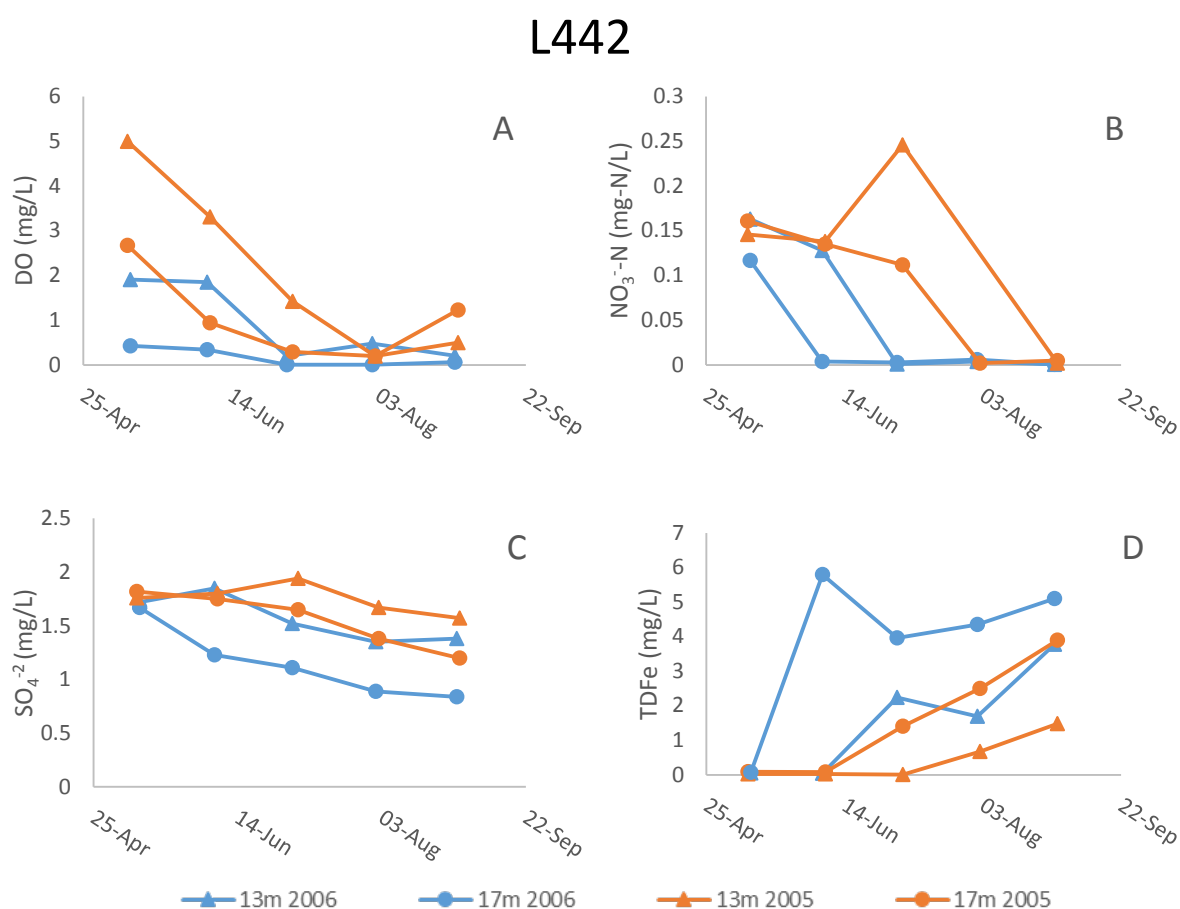 L442
A
DO (mg/L)
6
5
4
3
2
1
0
25-Apr
14-Jun
03-Aug
22-Sep
B
NO₃⁻-N (mg-N/L)
0.3
0.25
0.2
0.15
0.1
0.05
0
25-Apr
14-Jun
03-Aug
22-Sep
C
SO₄⁻² (mg/L)
2.5
2
1.5
1
0.5
0
25-Apr
14-Jun
03-Aug
22-Sep
D
TDFe (mg/L)
7
6
5
4
3
2
1
0
25-Apr
14-Jun
03-Aug
22-Sep
13m 2006 17m 2006 13m 2005 17m 2005